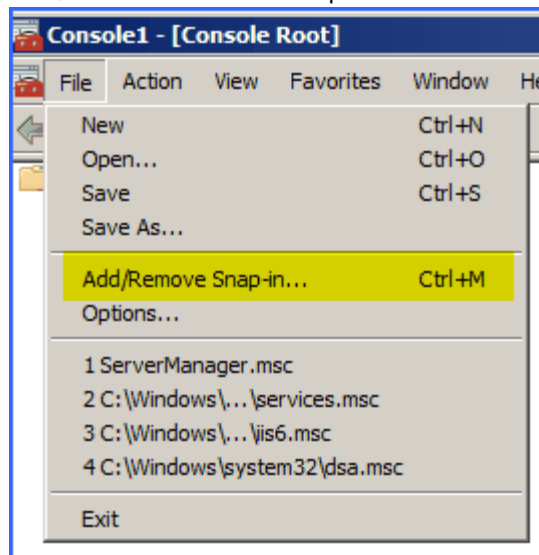 Console1 - [Console Root]
File Action View Favorites Window
New Ctrl+N
Open... Ctrl+O
Save Ctrl+S
Save As...
Add/Remove Snap-in... Ctrl+M
Options...
1 ServerManager.msc
2 C:\Windows\...\services.msc
3 C:\Windows\...\iis6.msc
4 C:\Windows\system32\dsa.msc
Exit